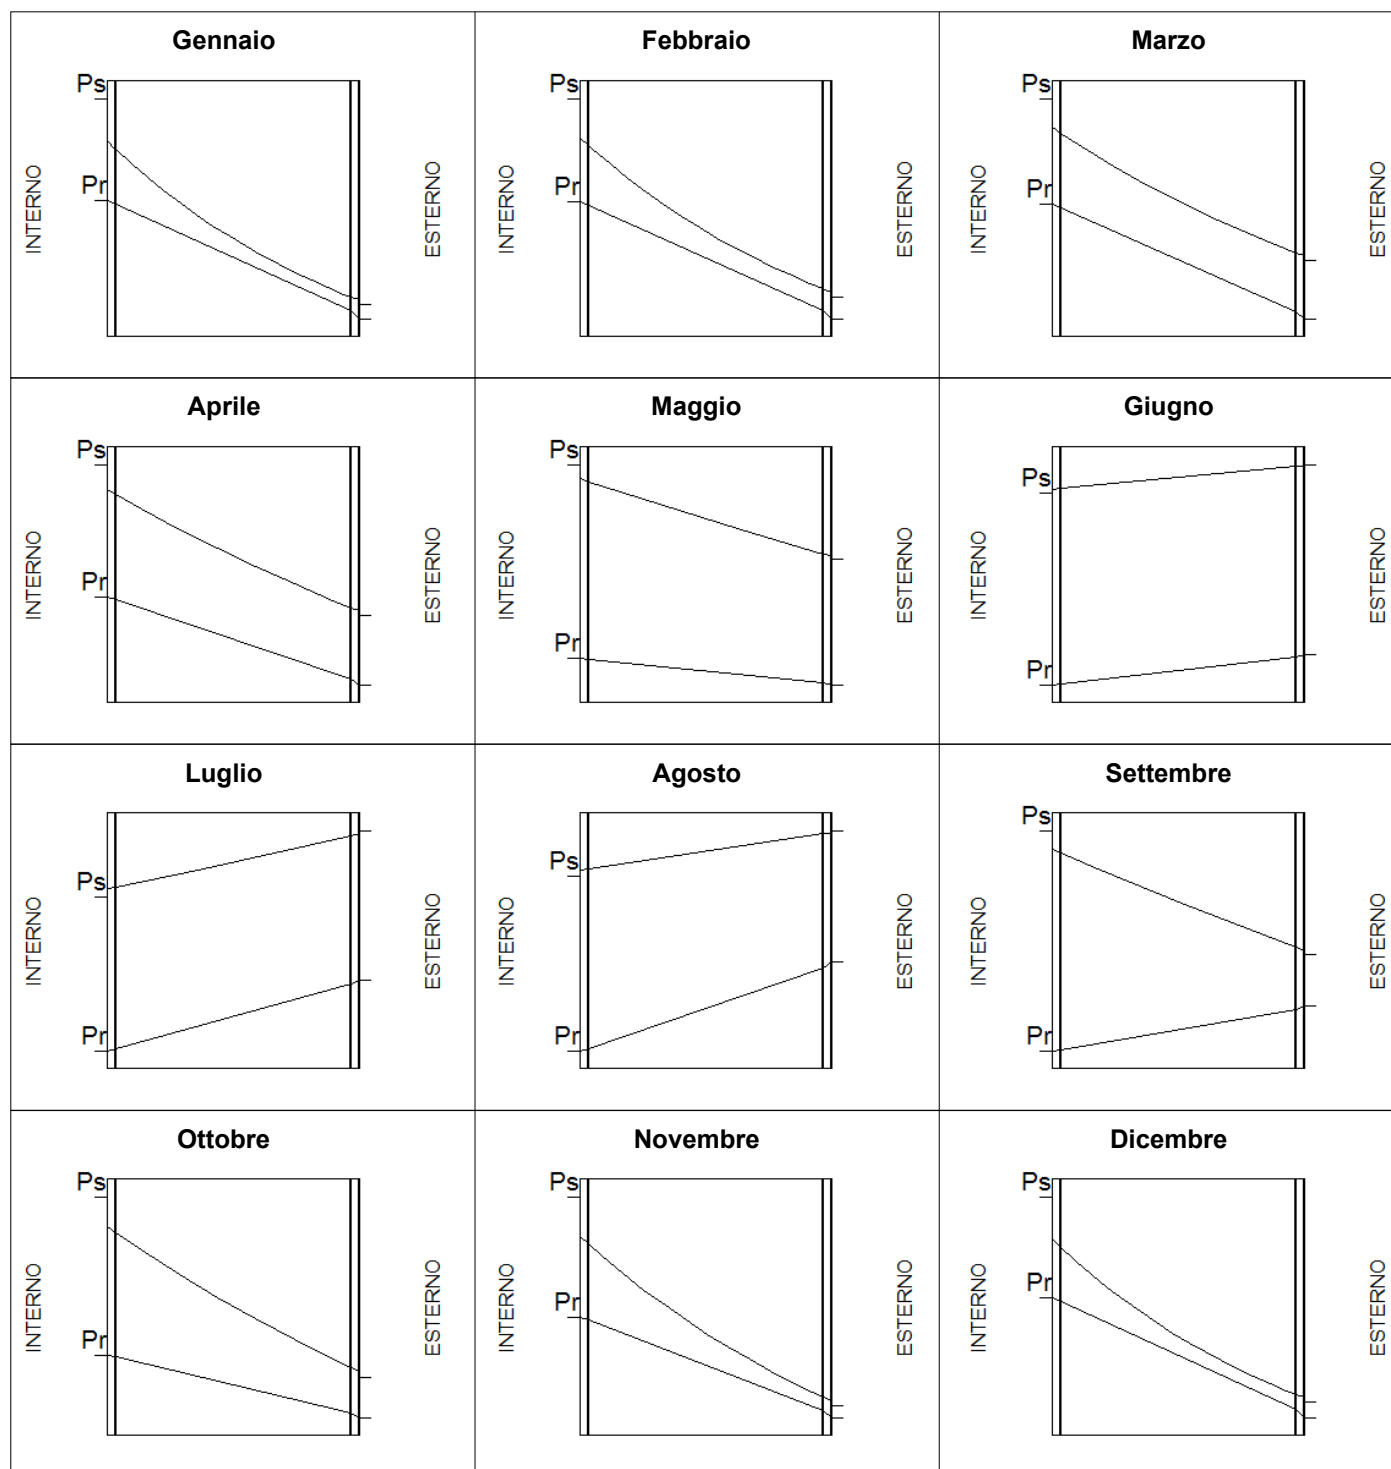 Gennaio
Ps
Pr
INTERNO
ESTERNO
Febbraio
Ps
Pr
INTERNO
ESTERNO
Marzo
Ps
Pr
INTERNO
ESTERNO
Aprile
Ps
Pr
INTERNO
ESTERNO
Maggio
Ps
Pr
INTERNO
ESTERNO
Giugno
Ps
Pr
INTERNO
ESTERNO
Luglio
Ps
Pr
INTERNO
ESTERNO
Agosto
Ps
Pr
INTERNO
ESTERNO
Settembre
Ps
Pr
INTERNO
ESTERNO
Ottobre
Ps
Pr
INTERNO
ESTERNO
Novembre
Ps
Pr
INTERNO
ESTERNO
Dicembre
Ps
Pr
INTERNO
ESTERNO